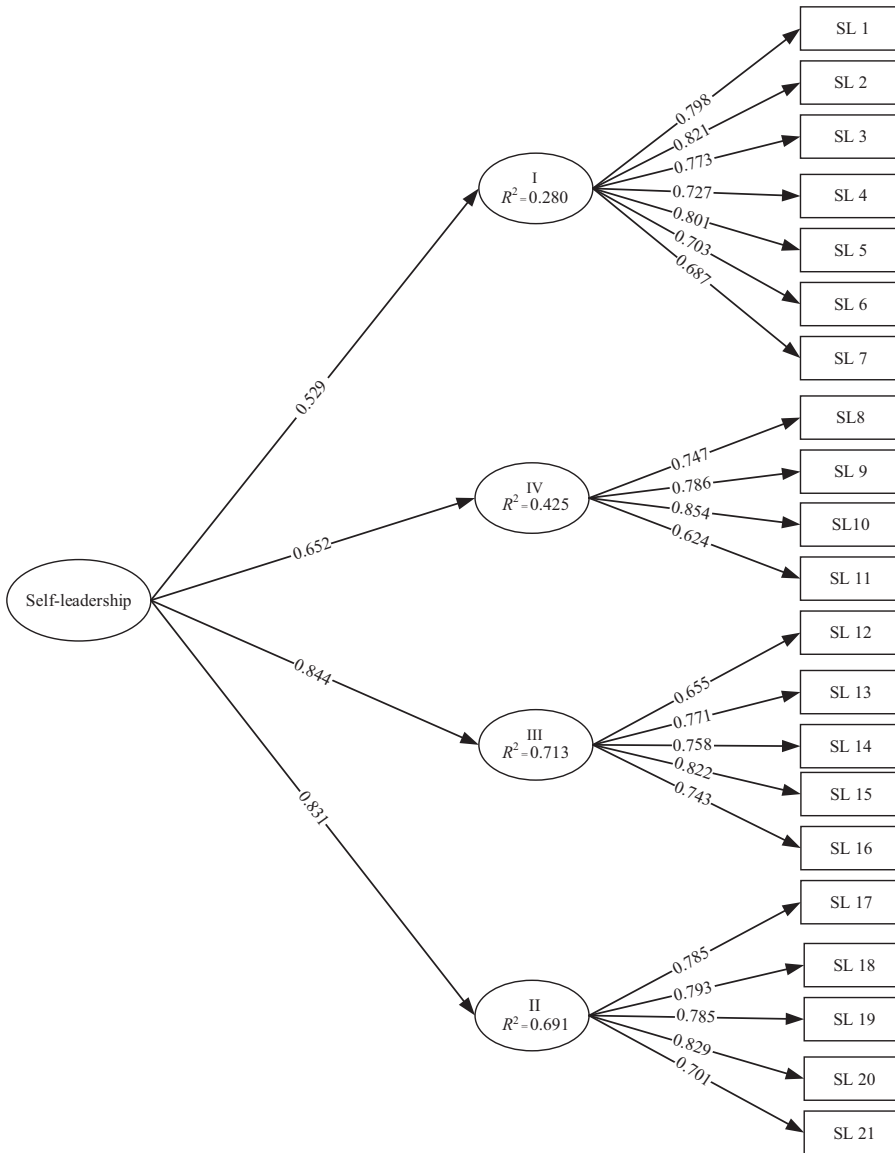 SL 1
SL 2
SL 3
SL 4
SL 5
SL 6
SL 7
0.798
0.821
0.773
0.727
0.801
0.703
0.687
I
R² = 0.280
0.529
SL8
SL 9
SL10
SL 11
0.747
0.786
0.854
0.624
IV
R² = 0.425
0.652
Self-leadership
SL 12
SL 13
SL 14
SL 15
SL 16
0.655
0.771
0.758
0.822
0.743
III
R² = 0.713
0.844
0.831
SL 17
SL 18
SL 19
SL 20
SL 21
0.785
0.793
0.785
0.829
0.701
II
R² = 0.691